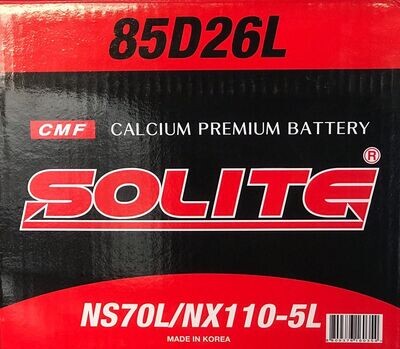 85D26L
CMF CALCIUM PREMIUM BATTERY
SOLITE®
NS70L/NX110-5L
MADE IN KOREA